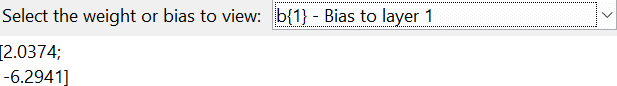 Select the weight or bias to view: b{1} - Bias to layer 1
[2.0374;
-6.2941]